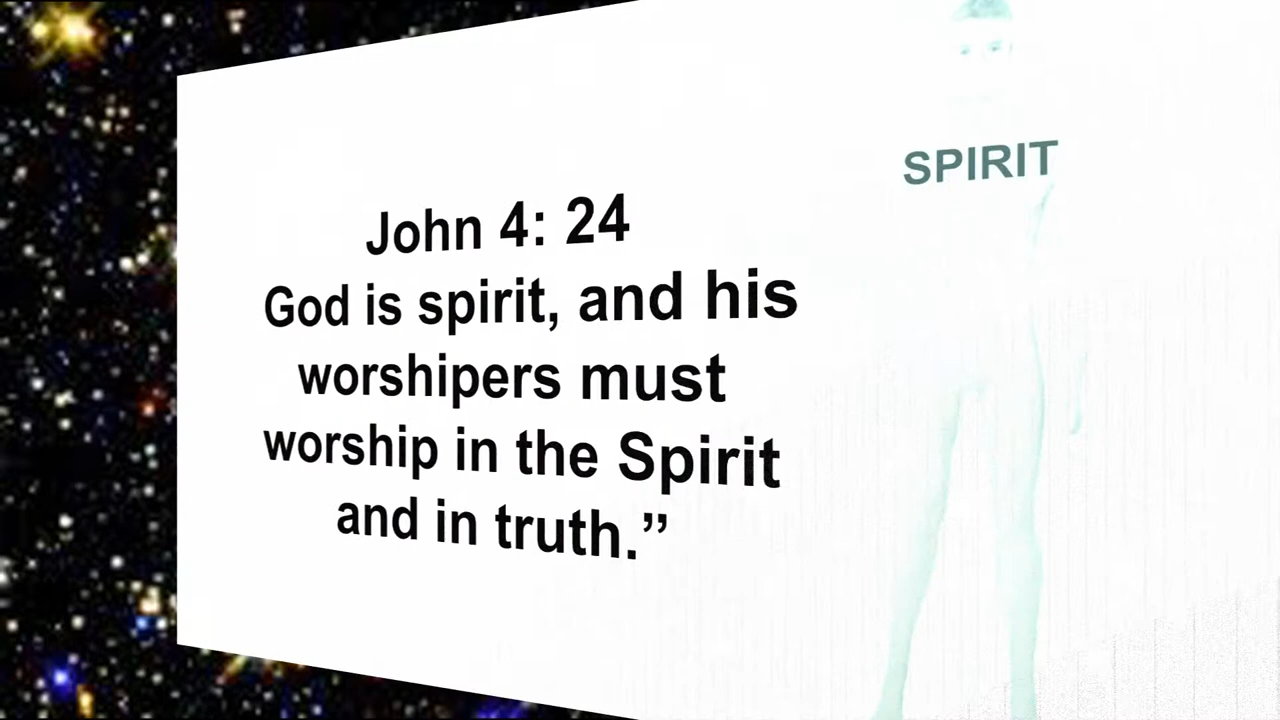 John 4: 24
God is spirit, and his
worshipers must
worship in the Spirit
and in truth.”
SPIRIT